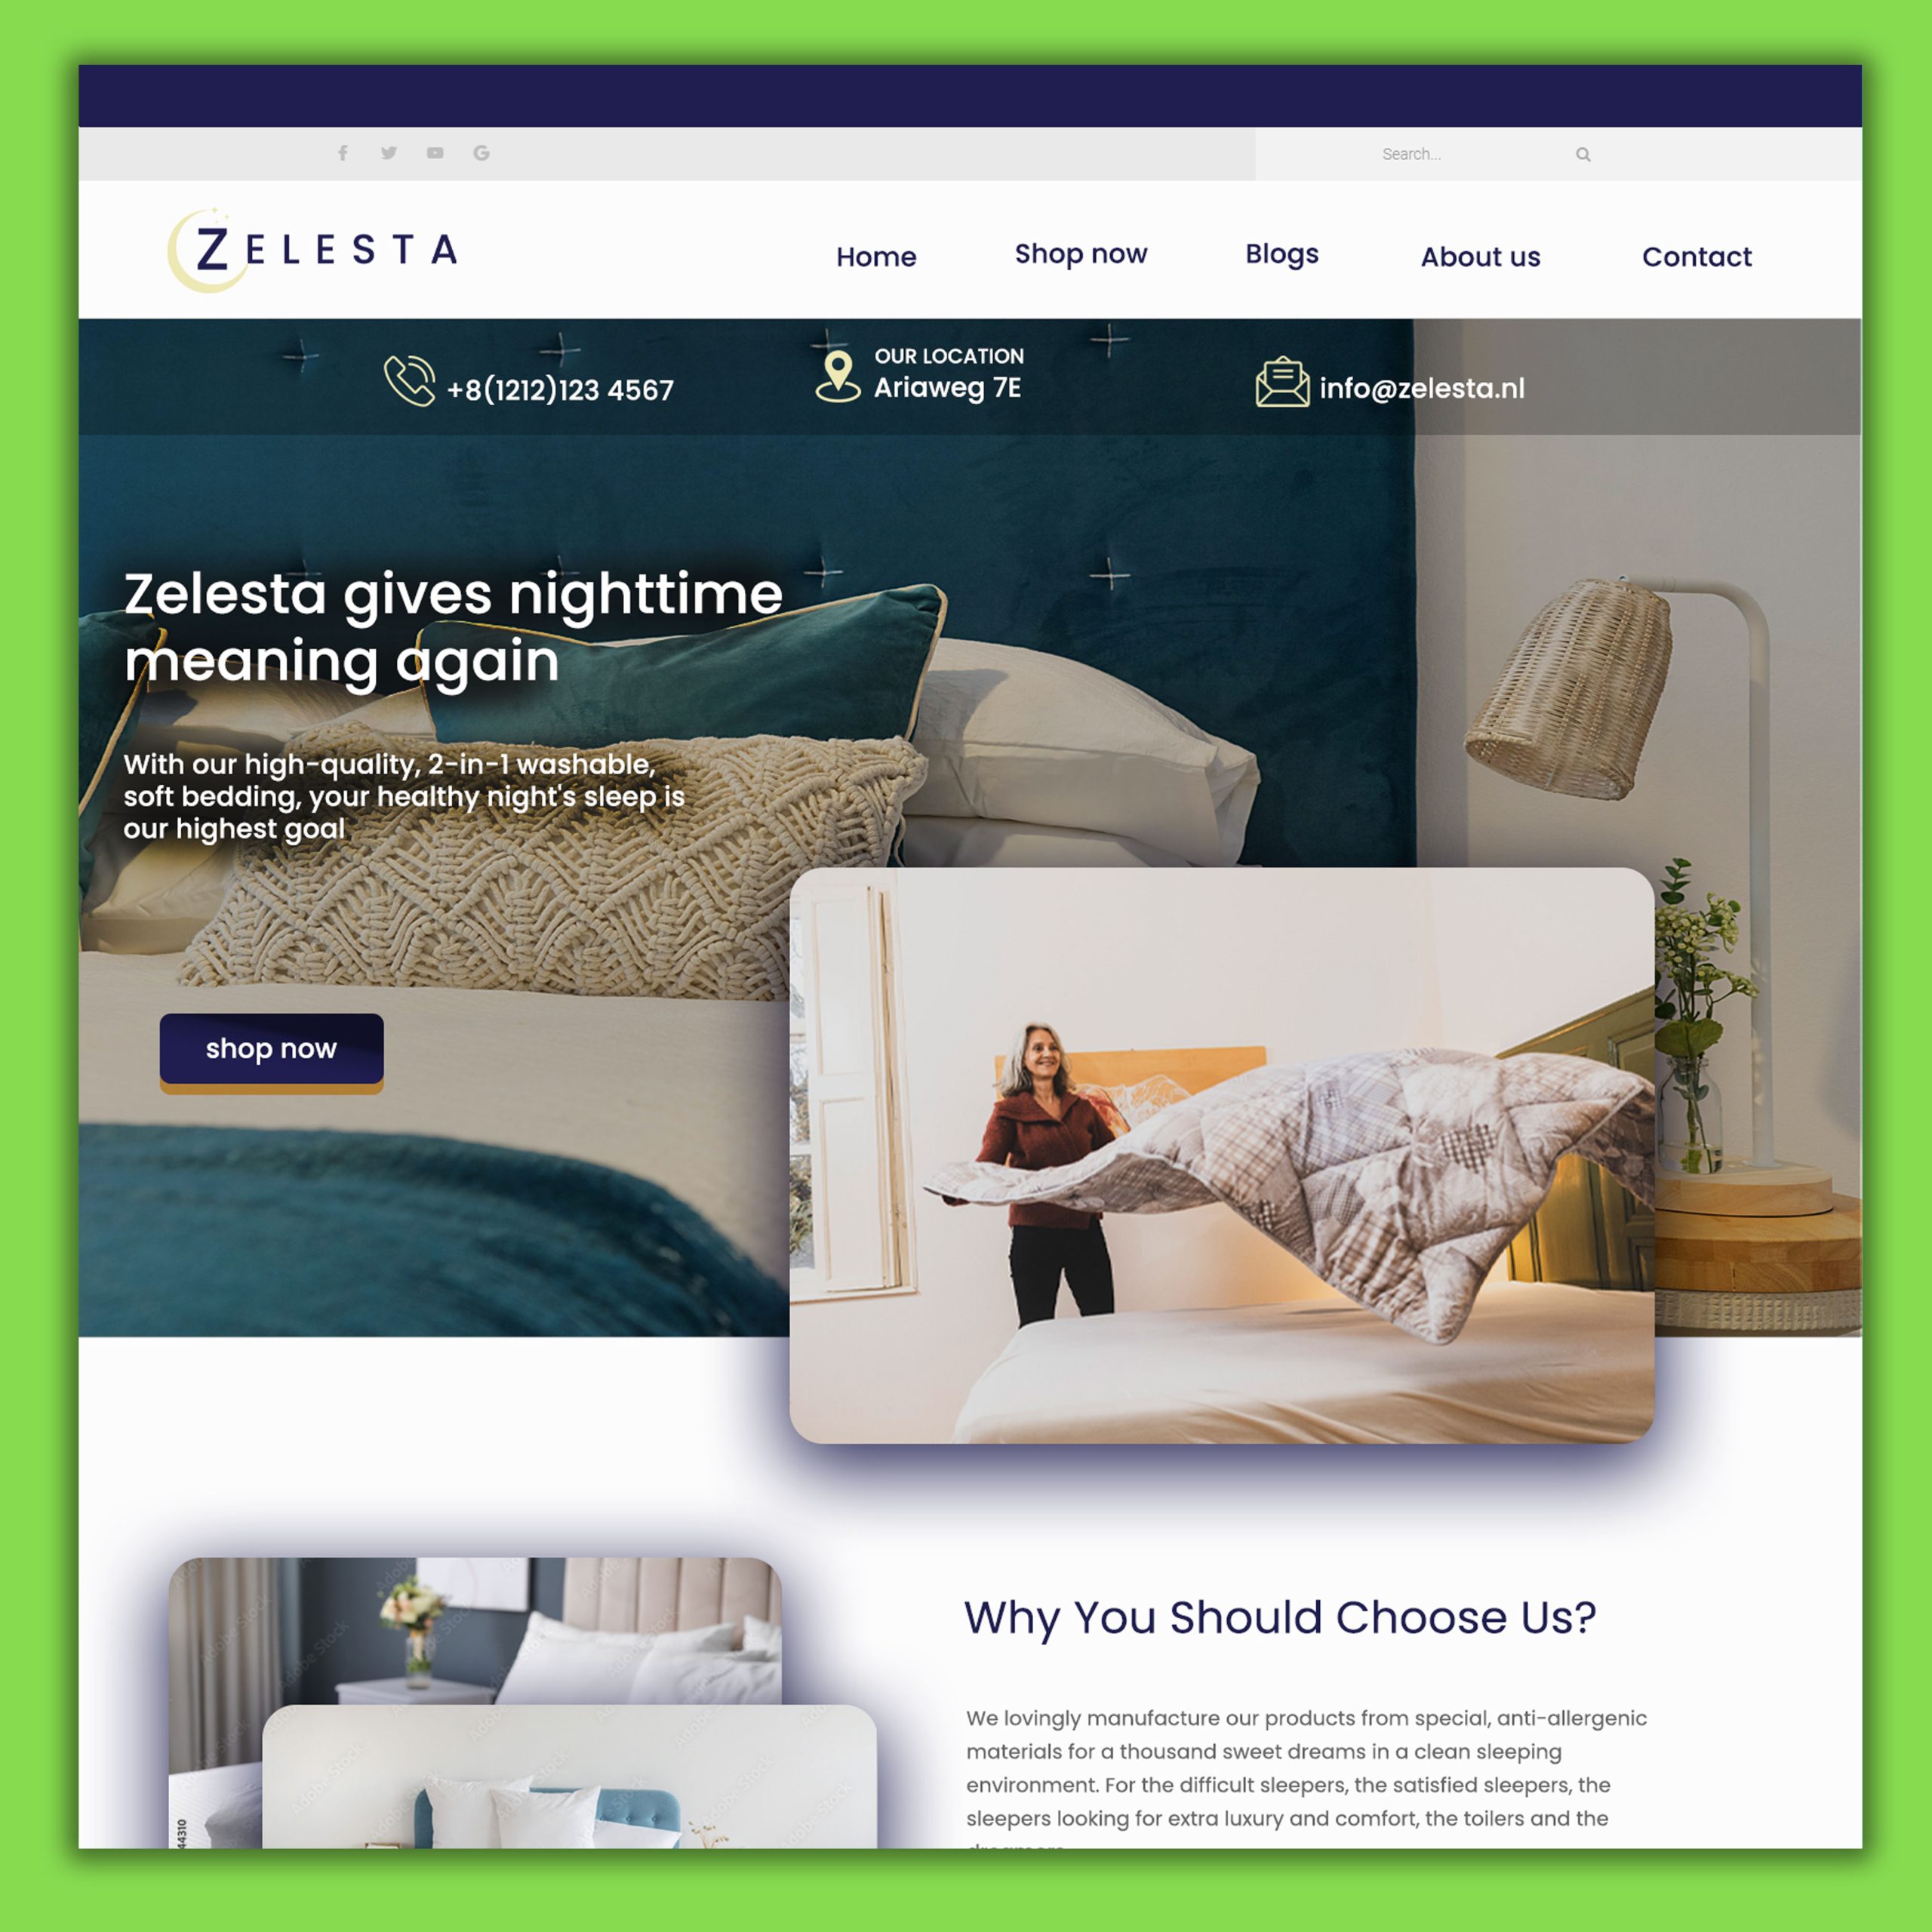 Search...
ZELESTA
Home
Shop now
Blogs
About us
Contact
+8(1212)123 4567
OUR LOCATION
Ariaweg 7E
info@zelesta.nl
Zelesta gives nighttime
meaning again
With our high-quality, 2-in-1 washable,
soft bedding, your healthy night's sleep is
our highest goal
shop now
Why You Should Choose Us?
We lovingly manufacture our products from special, anti-allergenic
materials for a thousand sweet dreams in a clean sleeping
environment. For the difficult sleepers, the satisfied sleepers, the
sleepers looking for extra luxury and comfort, the toilers and the
Adobe Stock
44310